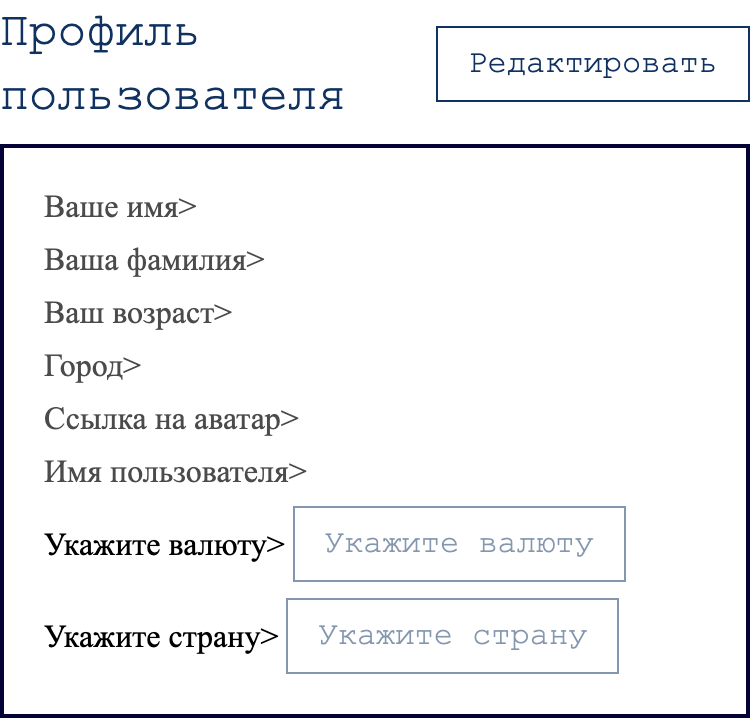 Профиль
пользователя
Редактировать
Ваше имя>
Ваша фамилия>
Ваш возраст>
Город>
Ссылка на аватар>
Имя пользователя>
Укажите валюту> Укажите валюту
Укажите страну> Укажите страну